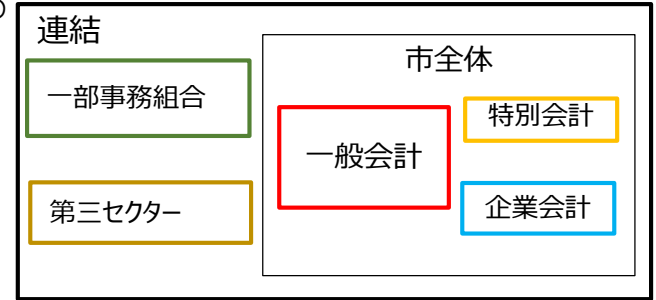 連結
市全体
一部事務組合
特別会計
一般会計
第三セクター
企業会計